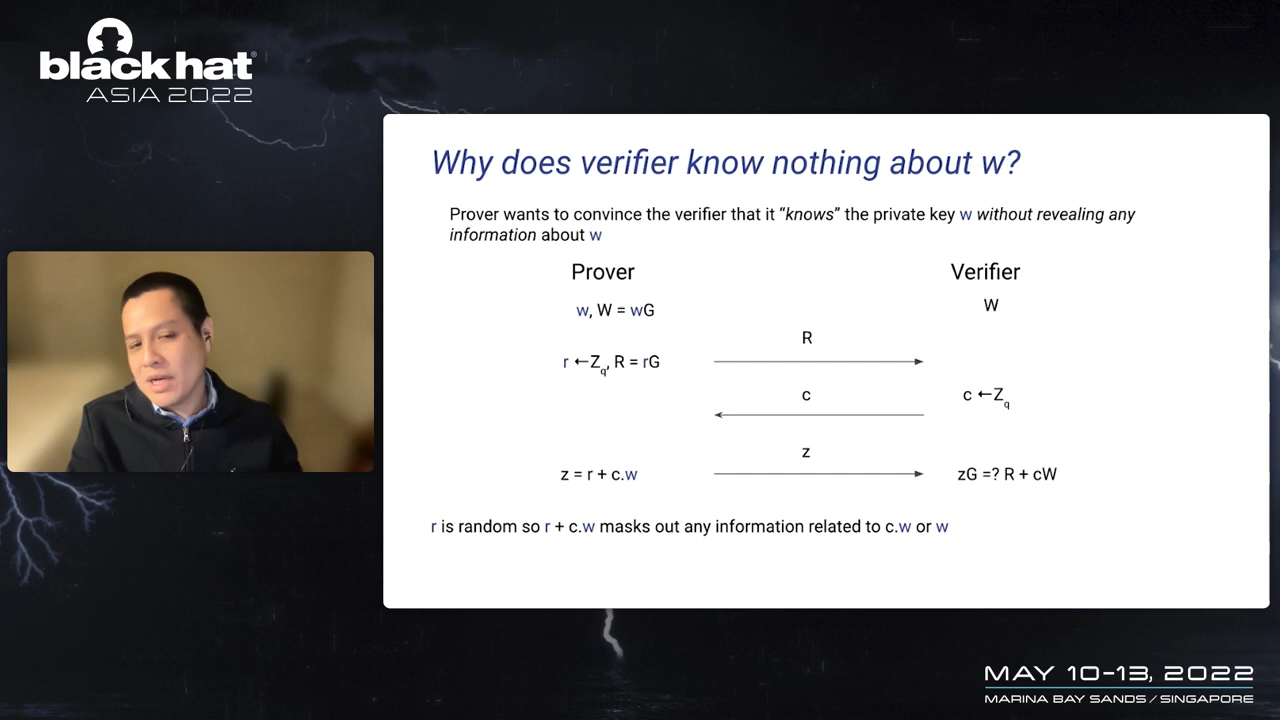 black hat®
ASIA 2022
Why does verifier know nothing about w?
Prover wants to convince the verifier that it “knows” the private key w without revealing any
information about w
Prover
Verifier
w, W = wG
W
R
r ←Zq, R = rG
c
c ←Zq
z
z = r + c.w
zG =? R + cW
r is random so r + c.w masks out any information related to c.w or w
MAY 10-13, 2022
MARINA BAY SANDS / SINGAPORE